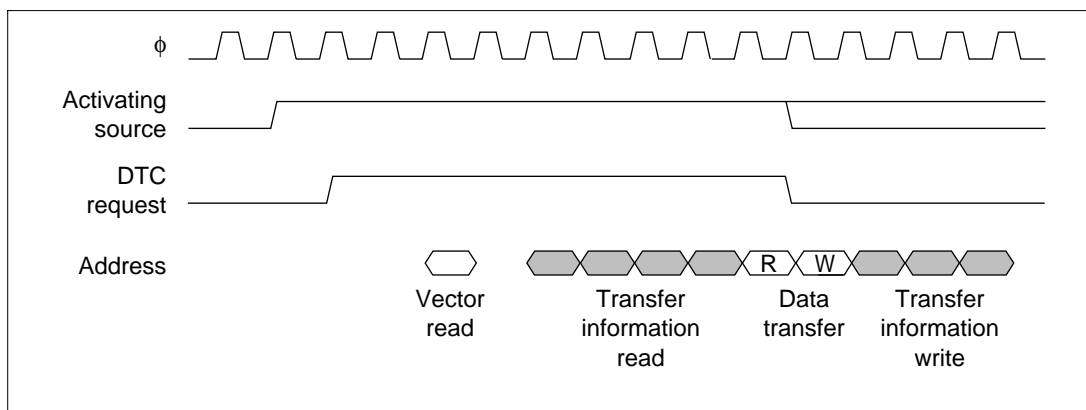 ϕ
Activating
source
DTC
request
Address
R W
Vector
read
Transfer
information
read
Data
transfer
Transfer
information
write